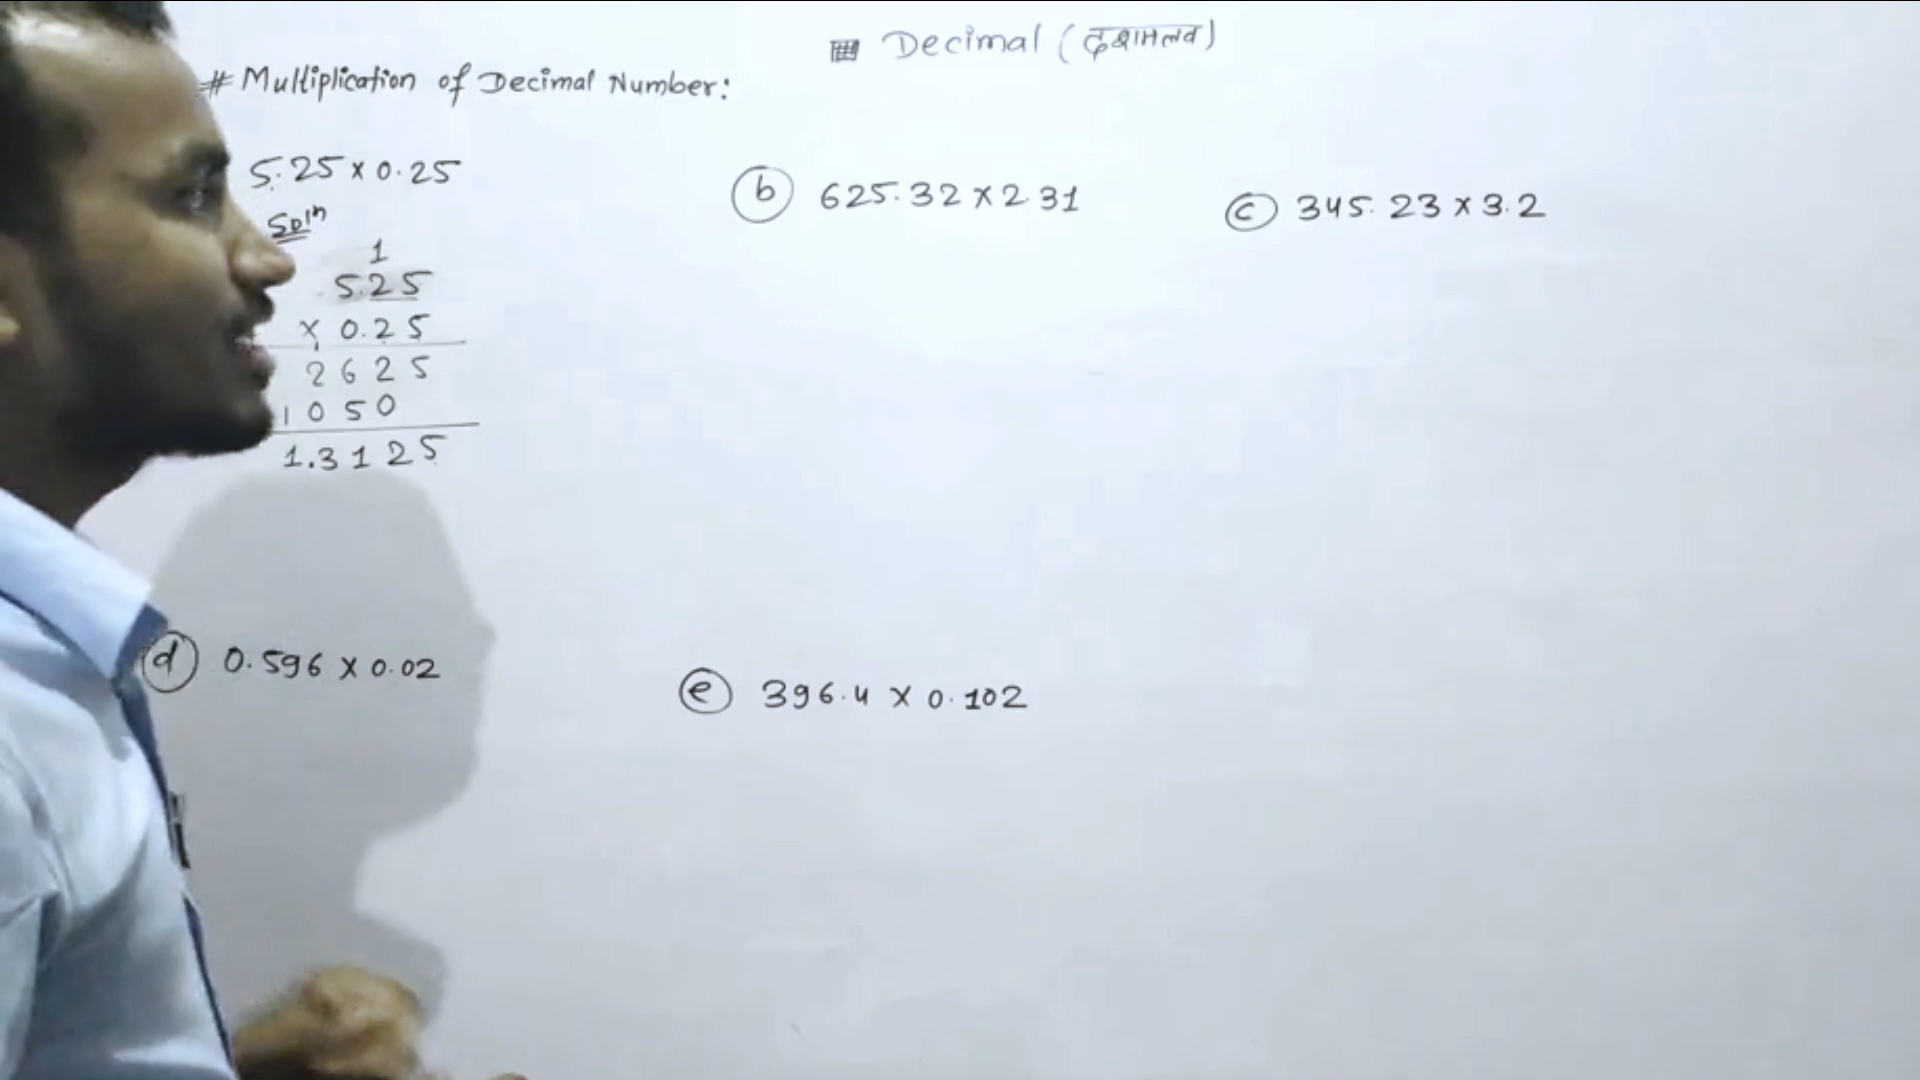 Decimal (दशमलव)
# Multiplication of Decimal Number:
5.25 x 0.25
Soln
1
5.25
x 0.25
2625
1050
1.3125
b 625.32 x 2.31
c 345.23 x 3.2
d 0.596 x 0.02
e 396.4 x 0.102